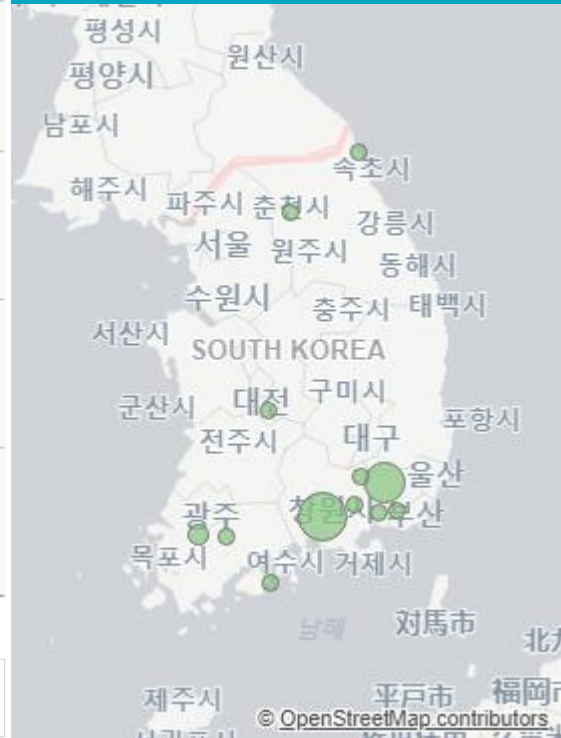 평성시
원산시
평양시
남포시
속초시
해주시
파주시
춘천시
강릉시
서울
원주시
동해시
수원시
충주시
태백시
서산시
SOUTH KOREA
군산시
대전
구미시
포항시
전주시
대구
울산
창원시
부산
광주
목포시
여수시
거제시
남해
対馬市
제주시
平戸市
福岡市
© OpenStreetMap contributors